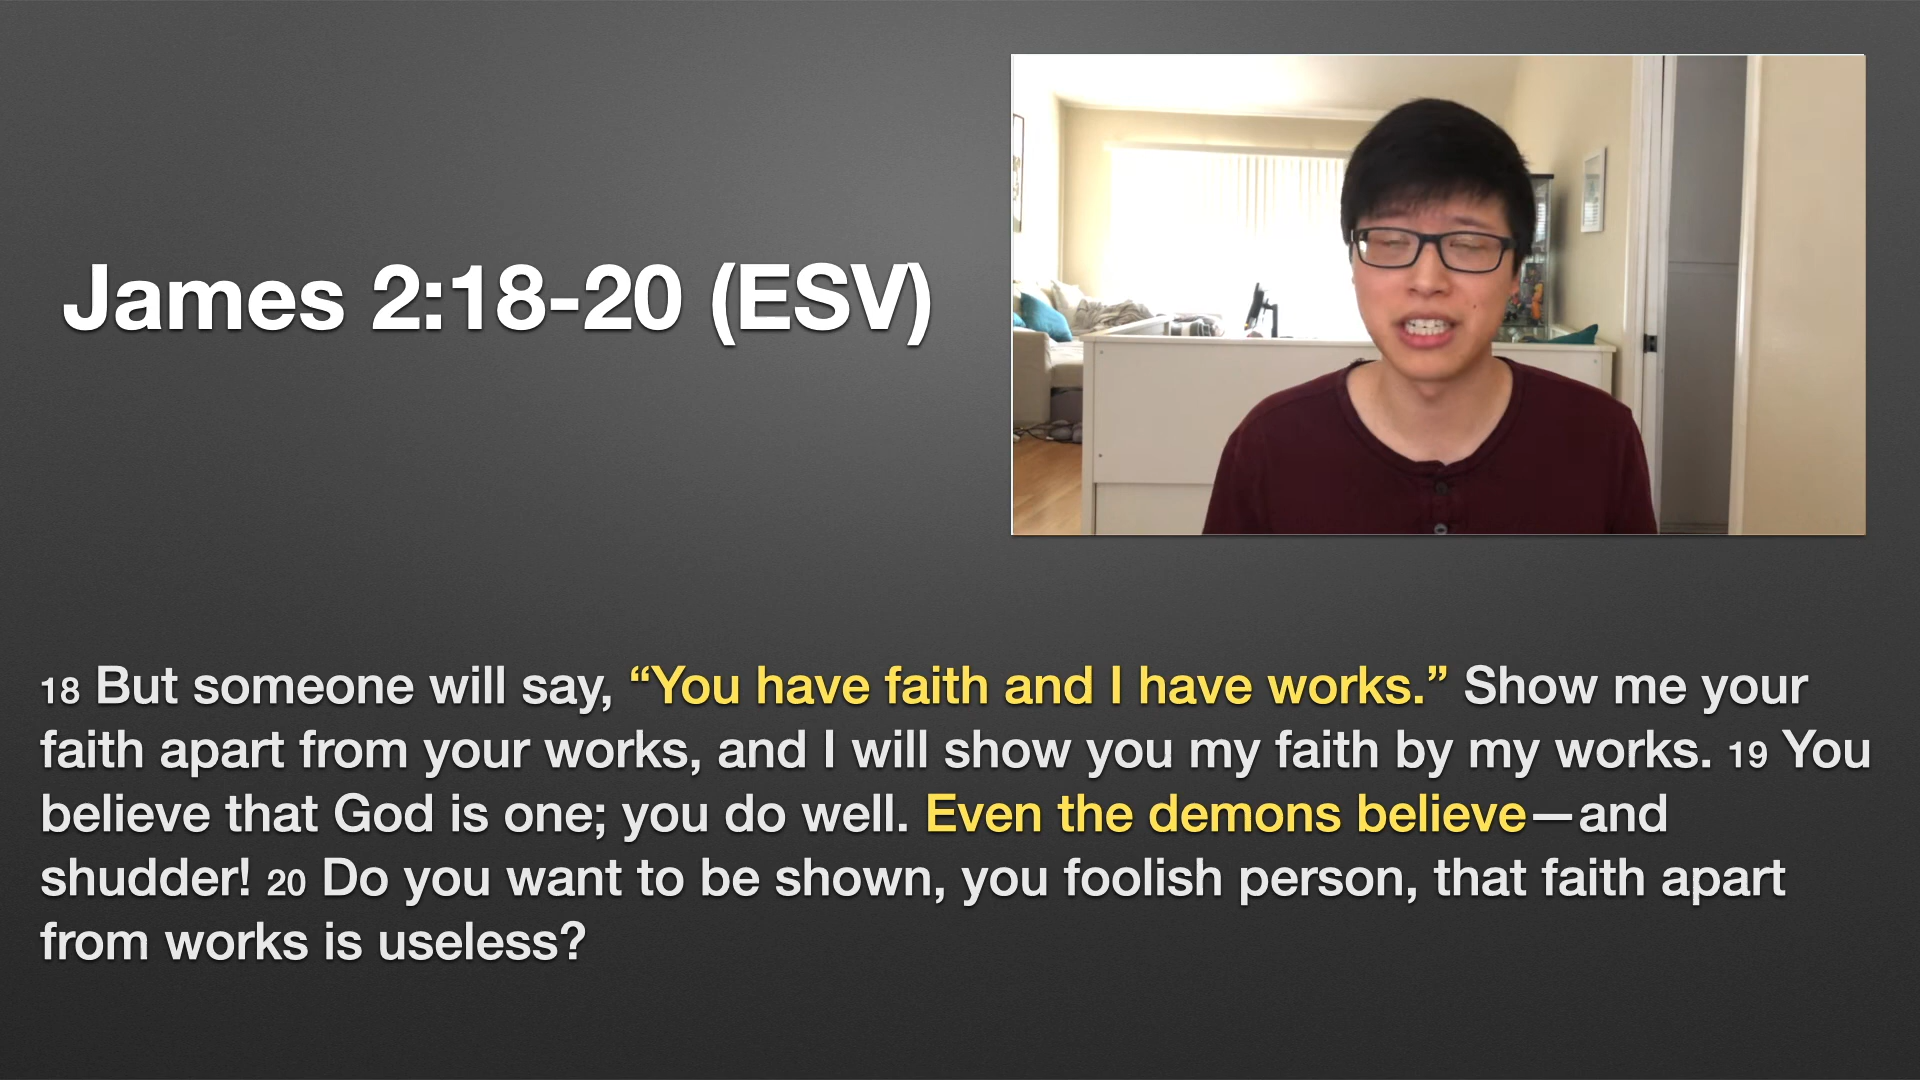 James 2:18-20 (ESV)
18 But someone will say, “You have faith and I have works.” Show me your
faith apart from your works, and I will show you my faith by my works. 19 You
believe that God is one; you do well. Even the demons believe—and
shudder! 20 Do you want to be shown, you foolish person, that faith apart
from works is useless?